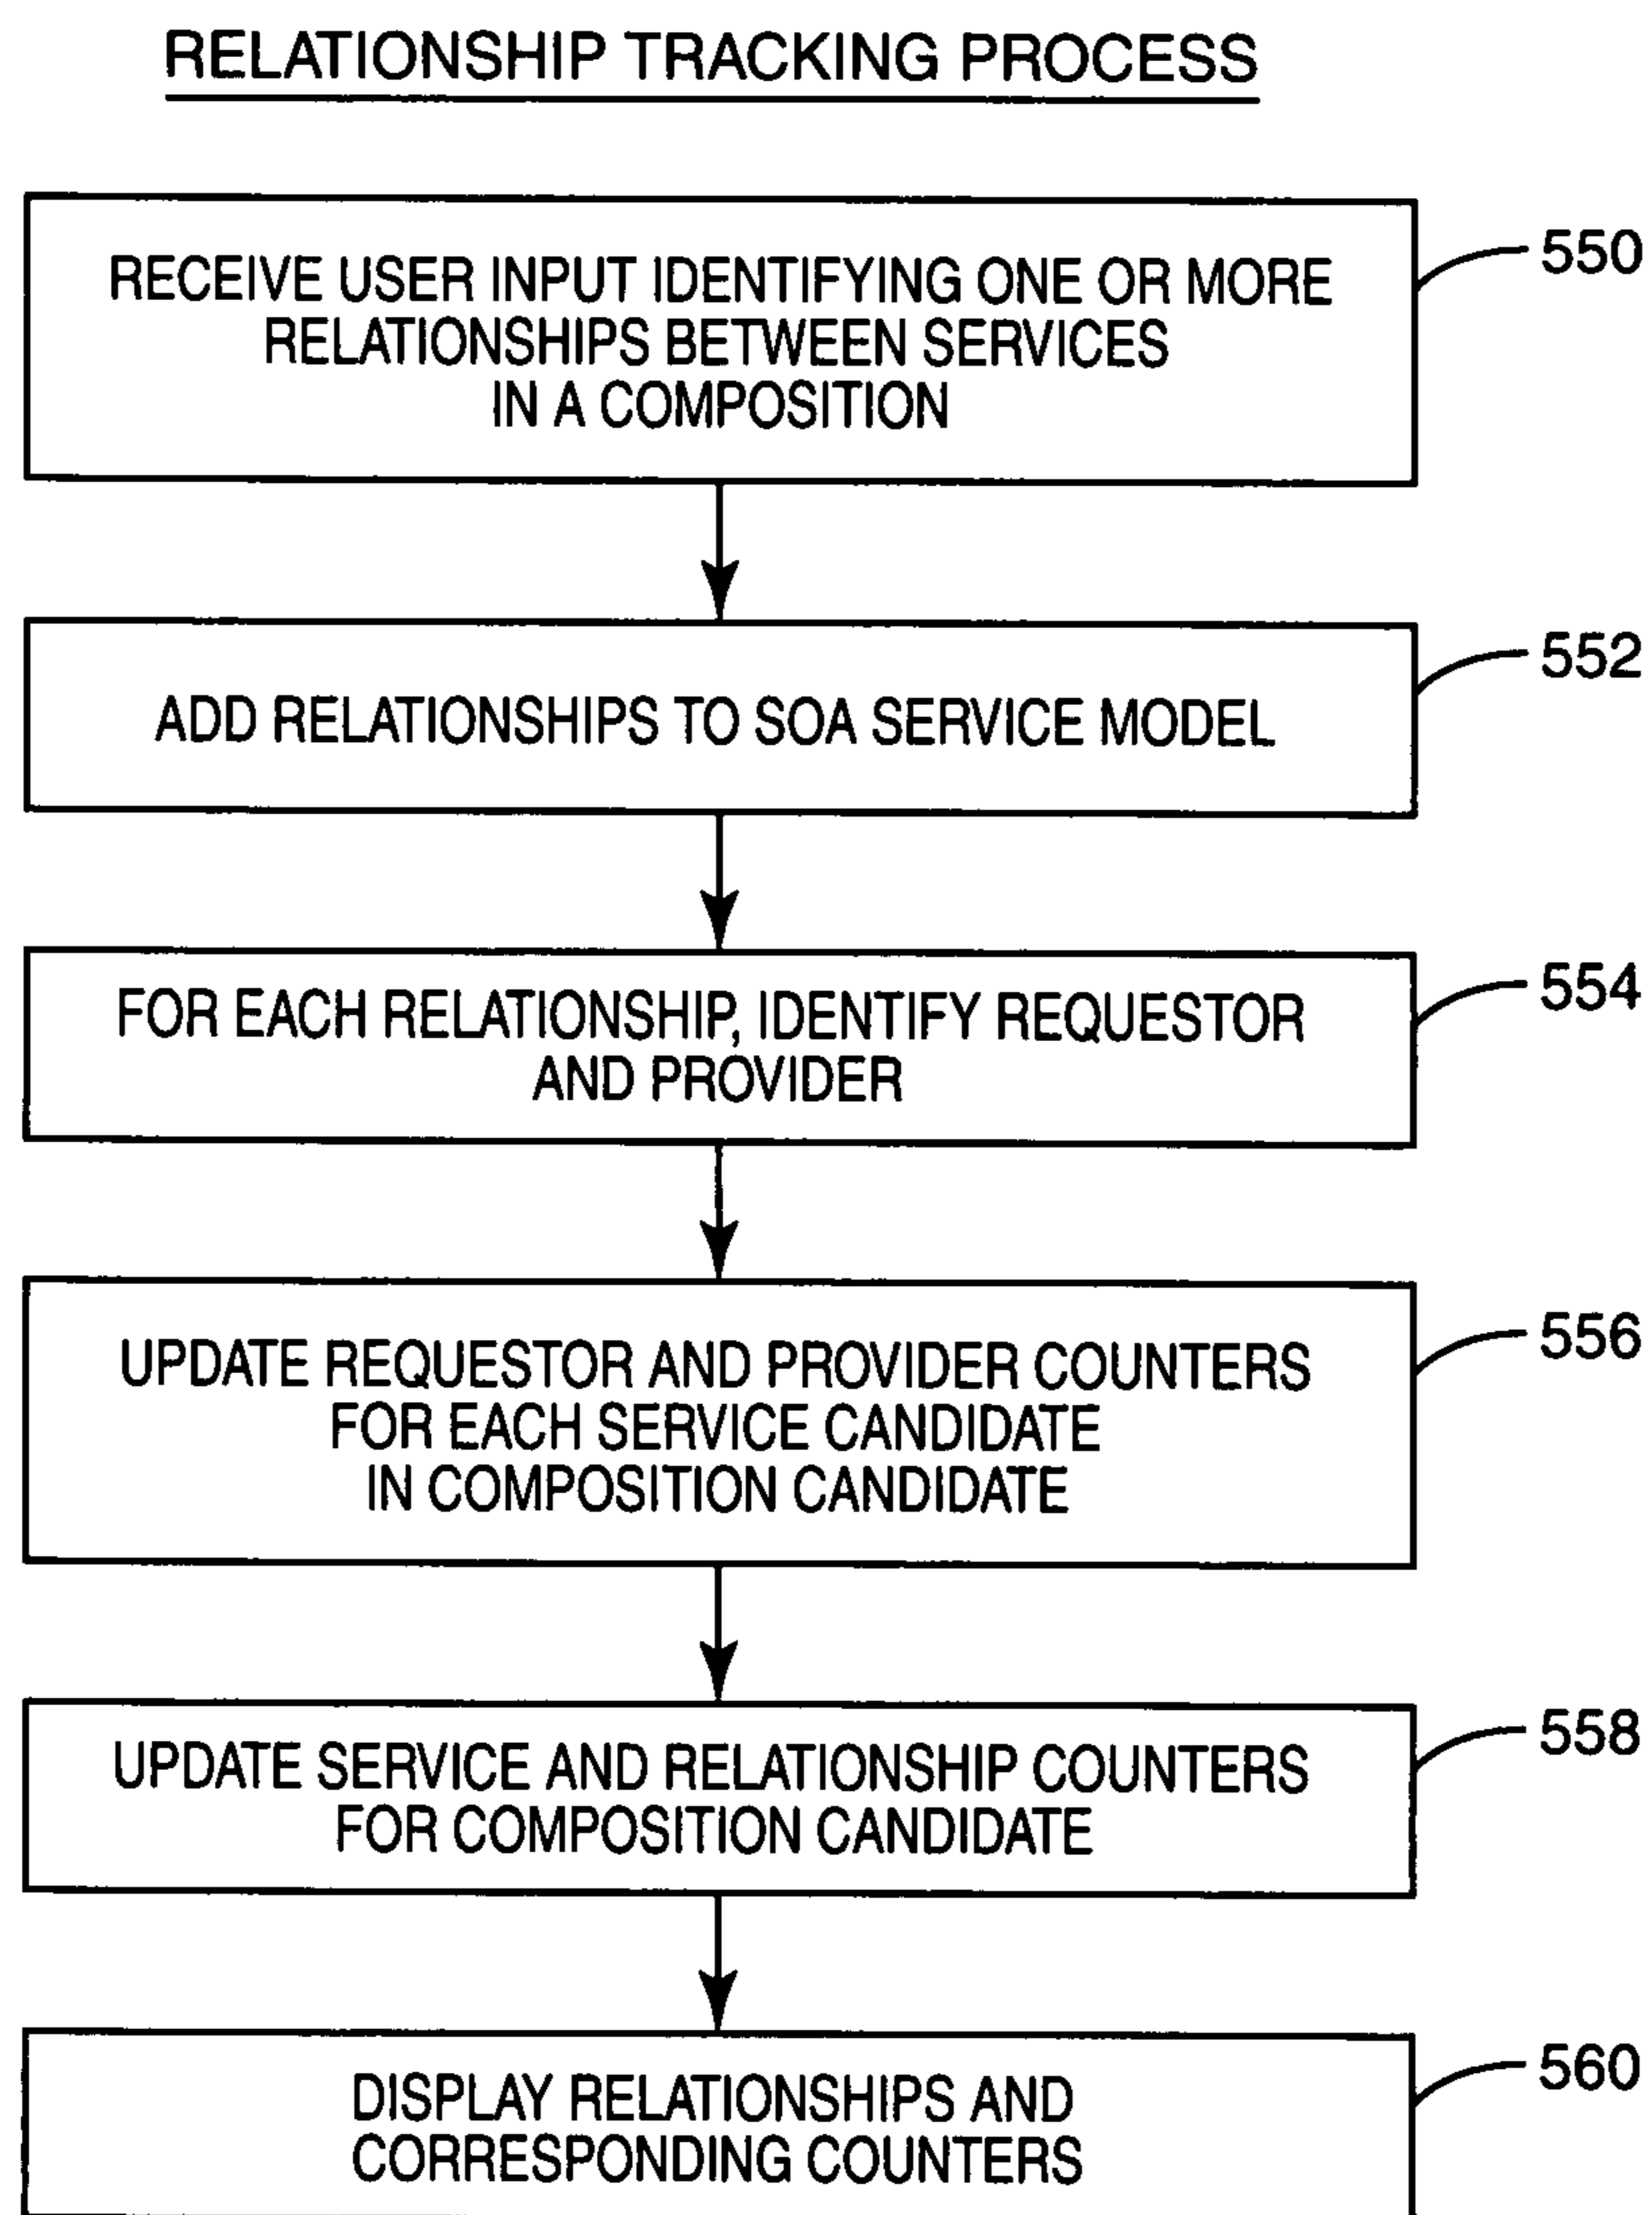 RELATIONSHIP TRACKING PROCESS
RECEIVE USER INPUT IDENTIFYING ONE OR MORE
RELATIONSHIPS BETWEEN SERVICES
IN A COMPOSITION
550
ADD RELATIONSHIPS TO SOA SERVICE MODEL
552
FOR EACH RELATIONSHIP, IDENTIFY REQUESTOR
AND PROVIDER
554
UPDATE REQUESTOR AND PROVIDER COUNTERS
FOR EACH SERVICE CANDIDATE
IN COMPOSITION CANDIDATE
556
UPDATE SERVICE AND RELATIONSHIP COUNTERS
FOR COMPOSITION CANDIDATE
558
DISPLAY RELATIONSHIPS AND
CORRESPONDING COUNTERS
560